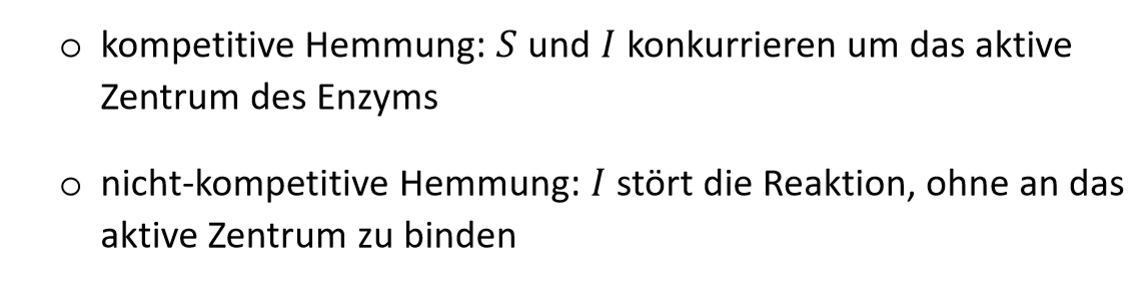 ○ kompetitive Hemmung: S und I konkurrieren um das aktive
Zentrum des Enzyms
○ nicht-kompetitive Hemmung: I stört die Reaktion, ohne an das
aktive Zentrum zu binden